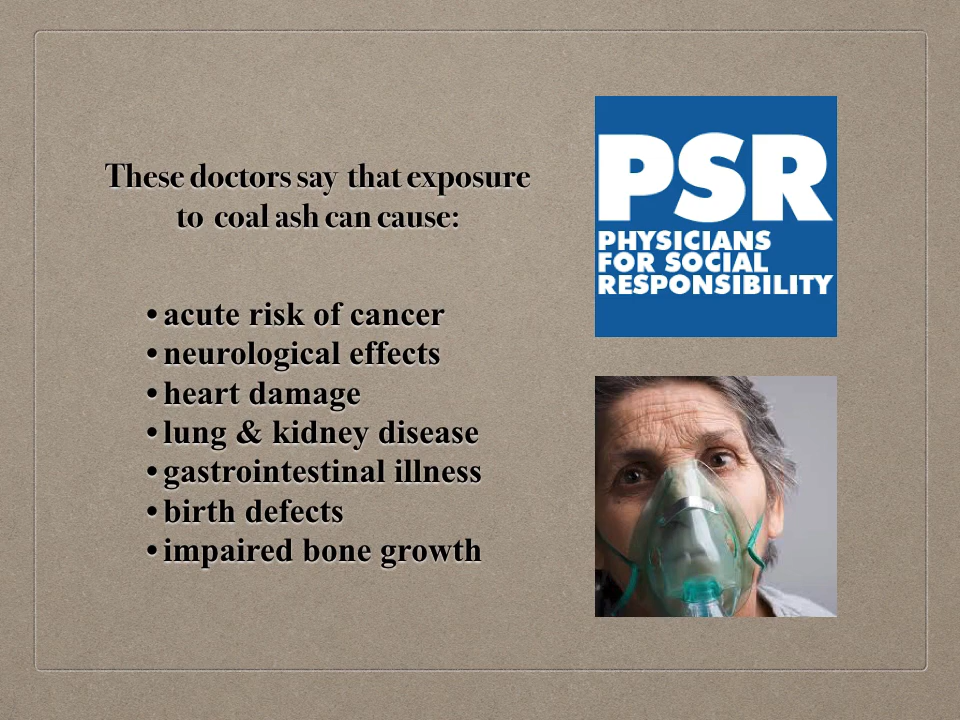 These doctors say that exposure
to coal ash can cause:
• acute risk of cancer
• neurological effects
• heart damage
• lung & kidney disease
• gastrointestinal illness
• birth defects
• impaired bone growth
PSR
PHYSICIANS
FOR SOCIAL
RESPONSIBILITY